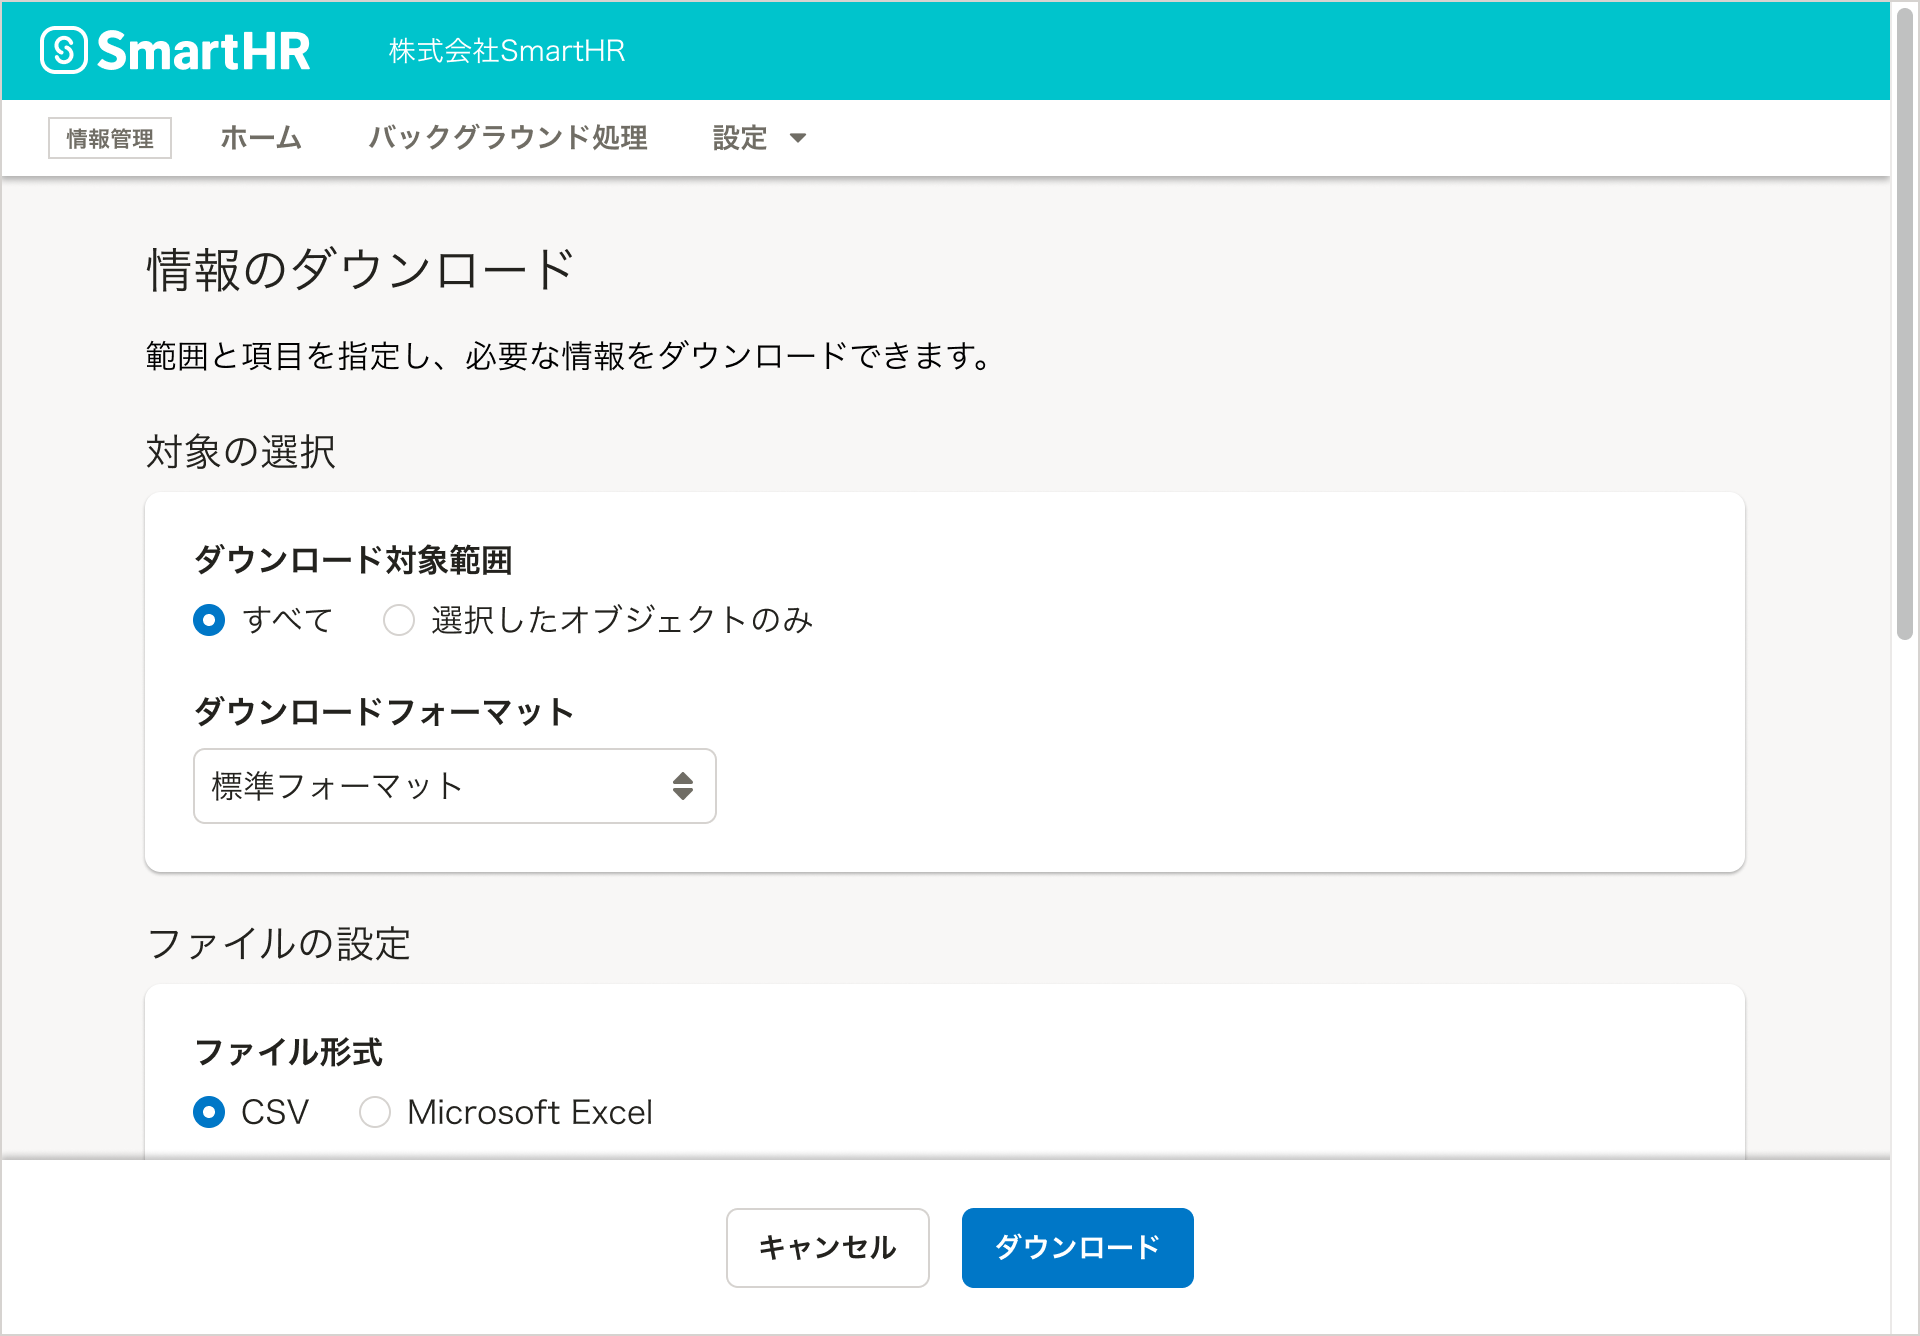 SmartHR 株式会社SmartHR
情報管理 ホーム バックグラウンド処理 設定
情報のダウンロード
範囲と項目を指定し、必要な情報をダウンロードできます。
対象の選択
ダウンロード対象範囲
すべて 選択したオブジェクトのみ
ダウンロードフォーマット
標準フォーマット
ファイルの設定
ファイル形式
CSV Microsoft Excel
キャンセル ダウンロード